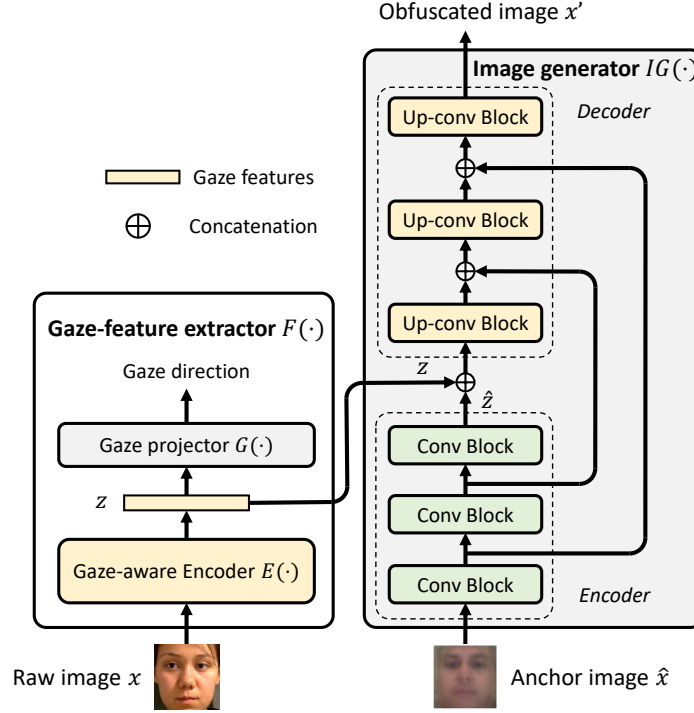 Obfuscated image x'
Image generator IG(·)
Up-conv Block
Decoder
Gaze features
Concatenation
Up-conv Block
Up-conv Block
Gaze-feature extractor F(·)
Gaze direction
z
ẑ
Gaze projector G(·)
Conv Block
z
Conv Block
Gaze-aware Encoder E(·)
Conv Block
Encoder
Raw image x
Anchor image x̂